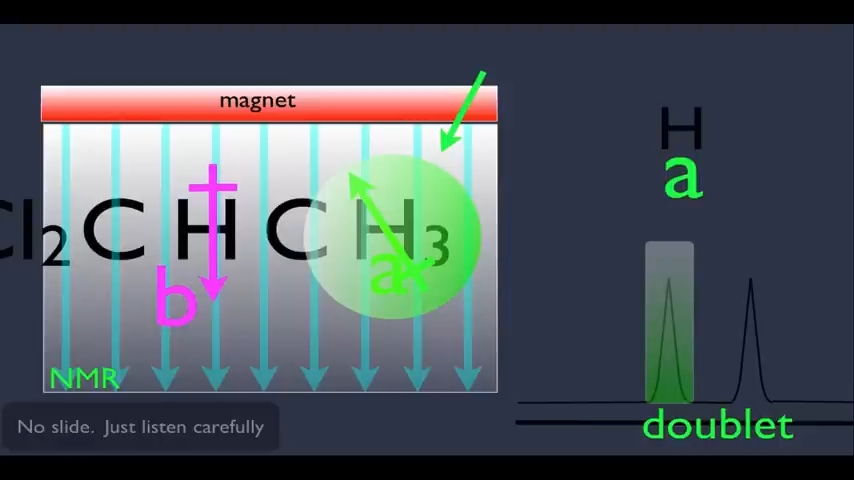 magnet
H
a
Cl2CHCH3
b
a
NMR
No slide. Just listen carefully
doublet